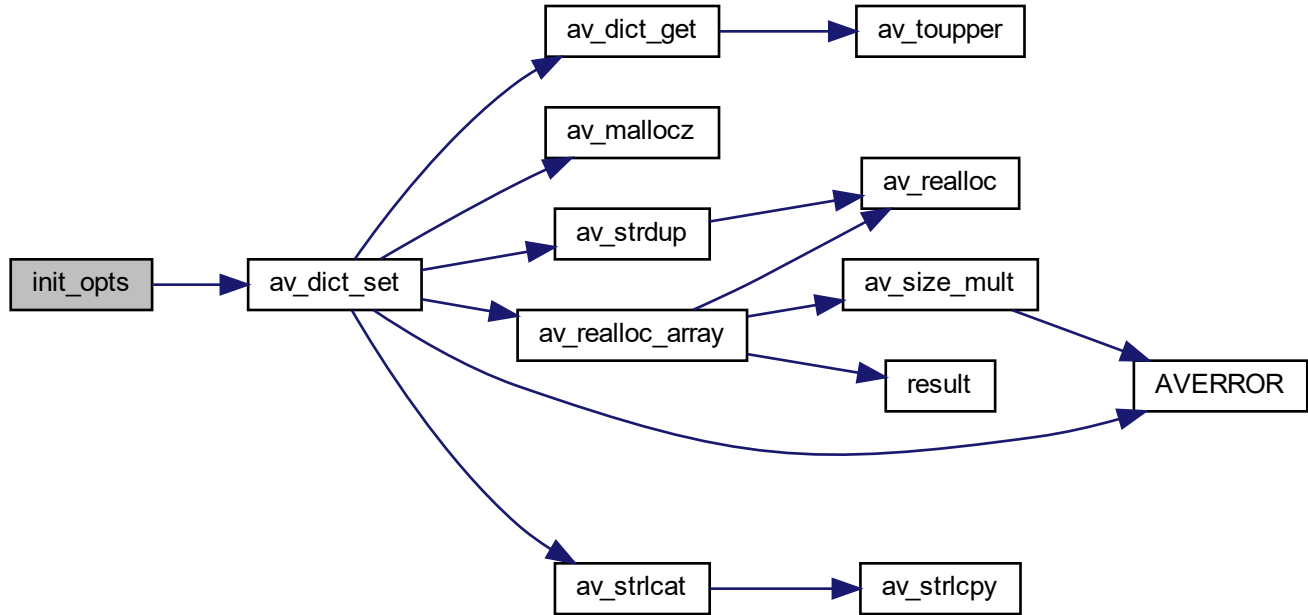 av_dict_get
av_toupper
av_mallocz
av_realloc
av_strdup
init_opts
av_dict_set
av_size_mult
av_realloc_array
result
AVERROR
av_strlcat
av_strlcpy